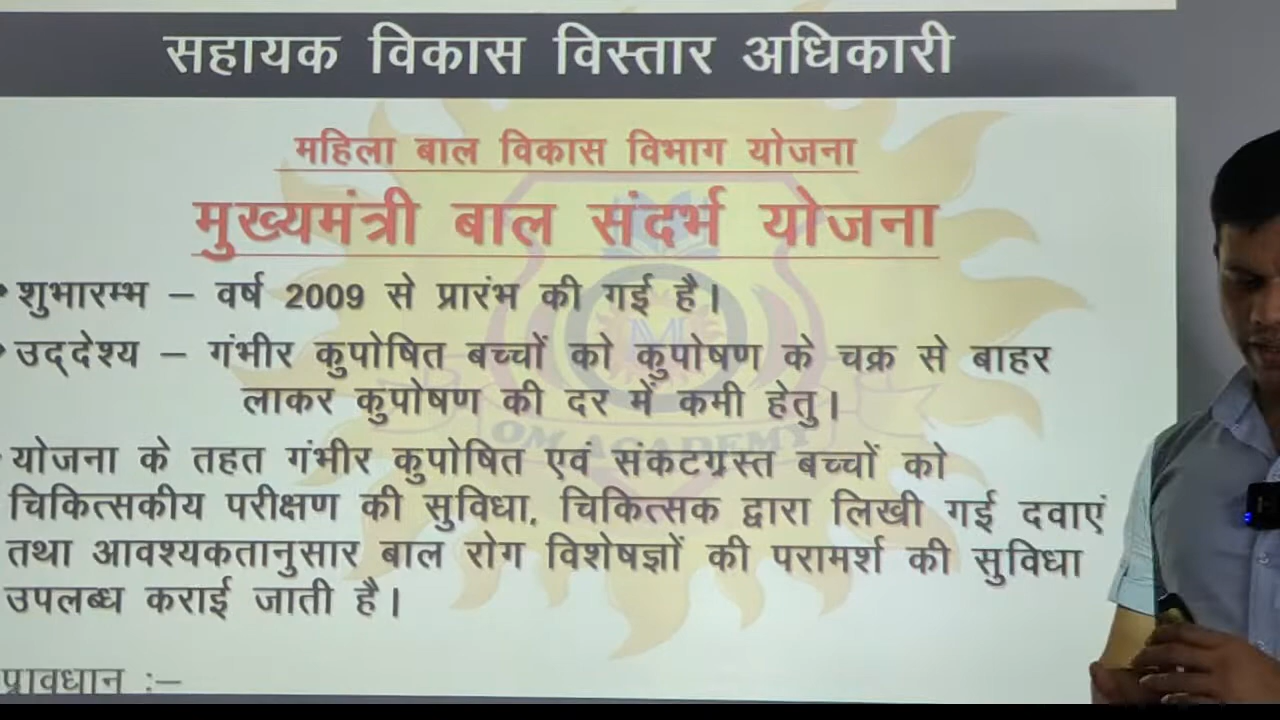 सहायक विकास विस्तार अधिकारी
महिला बाल विकास विभाग योजना
मुख्यमंत्री बाल संदर्भ योजना
शुभारम्भ – वर्ष 2009 से प्रारंभ की गई है।
उद्देश्य – गंभीर कुपोषित बच्चों को कुपोषण के चक्र से बाहर
लाकर कुपोषण की दर में कमी हेतु।
OM ACADEMY
योजना के तहत गंभीर कुपोषित एवं संकटग्रस्त बच्चों को
चिकित्सकीय परीक्षण की सुविधा, चिकित्सक द्वारा लिखी गई दवाएं
तथा आवश्यकतानुसार बाल रोग विशेषज्ञों की परामर्श की सुविधा
उपलब्ध कराई जाती है।
प्रावधान :–